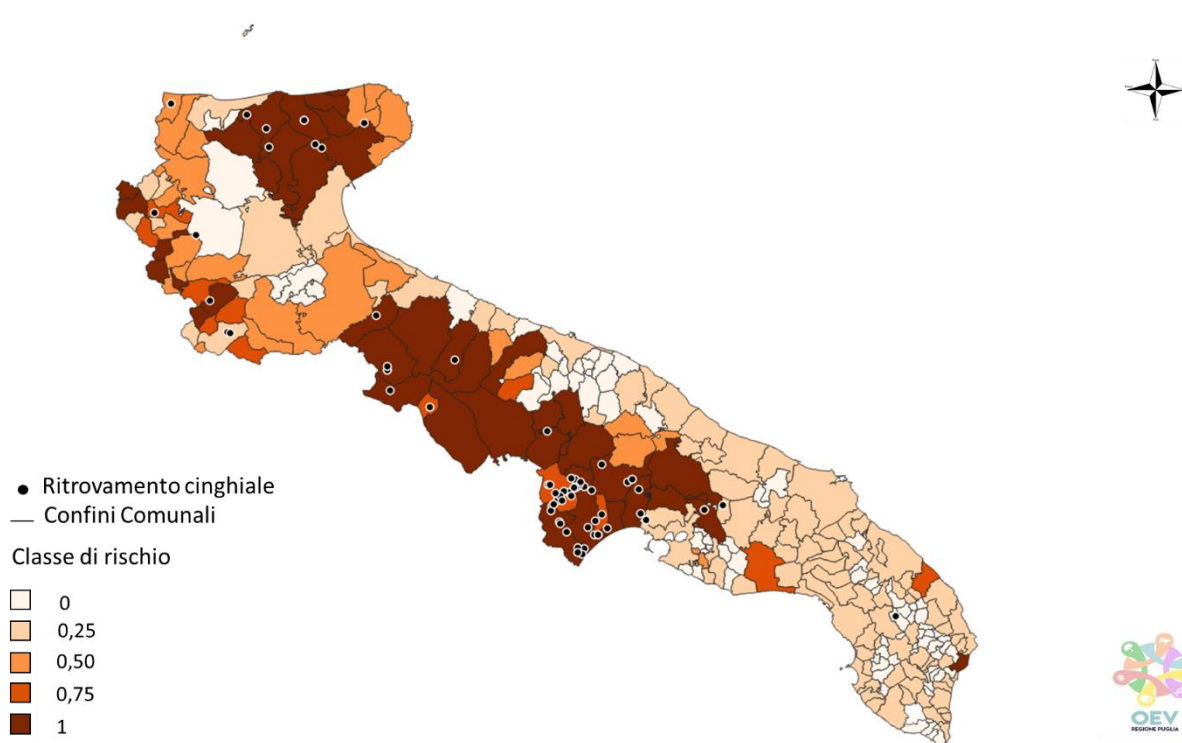 Ritrovamento cinghiale
Confini Comunali
Classe di rischio
0
0,25
0,50
0,75
1
OEV
REGIONE PUGLIA